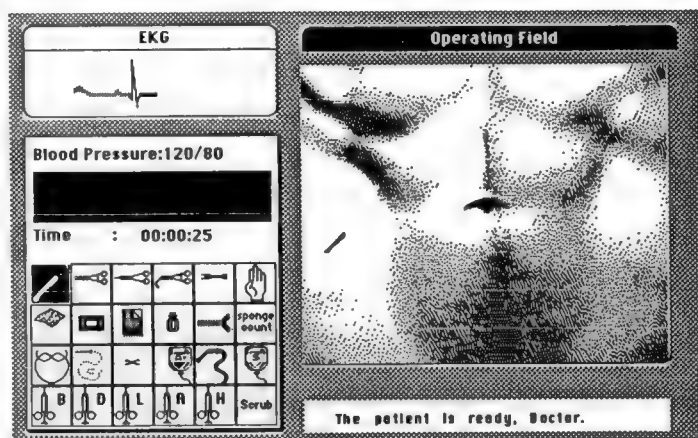 EKG
Operating Field
Blood Pressure:120/80
Time : 00:00:25
sponge count
B D L A H Scrub
The patient is ready, Doctor.